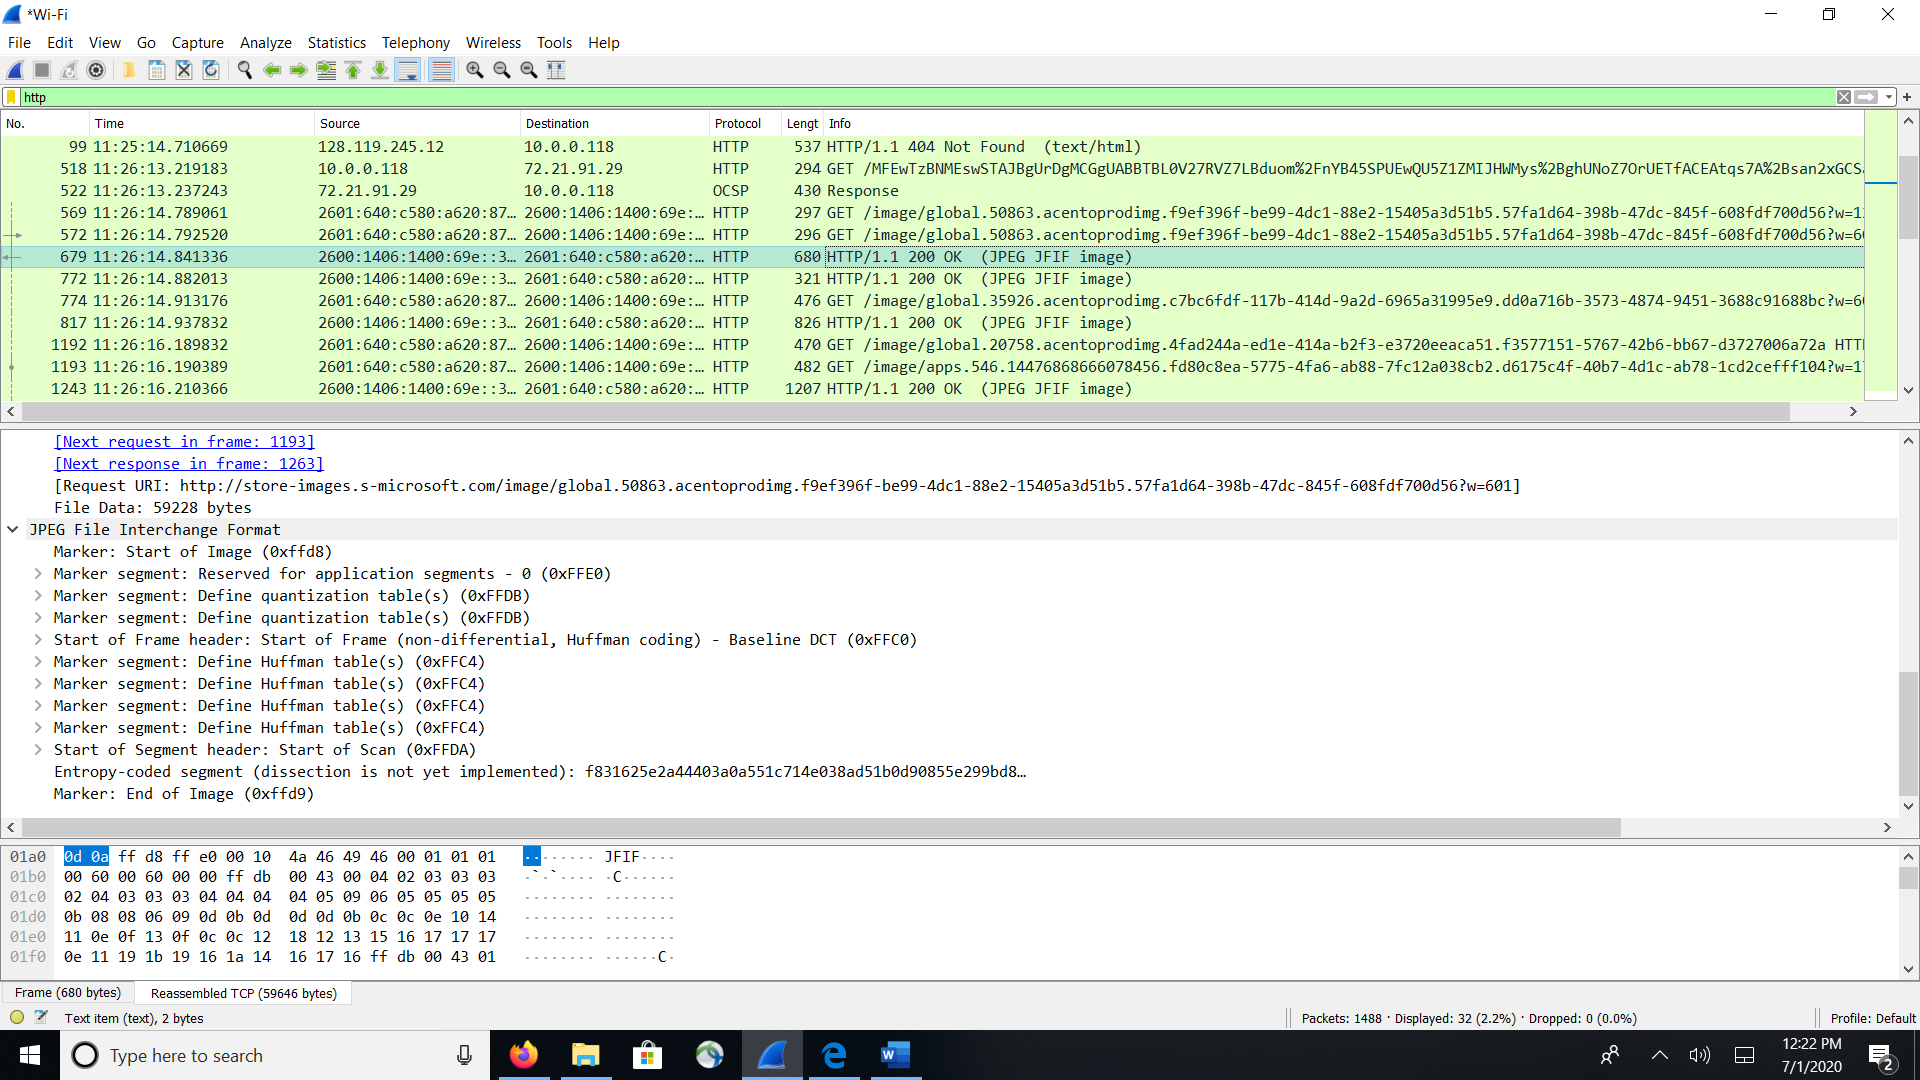 *Wi-Fi
File Edit View Go Capture Analyze Statistics Telephony Wireless Tools Help
http
No. Time Source Destination Protocol Lengt Info
99 11:25:14.710669 128.119.245.12 10.0.0.118 HTTP 537 HTTP/1.1 404 Not Found (text/html)
518 11:26:13.219183 10.0.0.118 72.21.91.29 HTTP 294 GET /MFEwTzBNMEswSTAJBgUrDgMCGgUABBTBL0V27RVZ7LBduom%2FnYB45SPUEwQU5Z1ZMIJHWMys%2BghUNoZ7OrUETfACEAtqs7A%2Bsan2xGCS
522 11:26:13.237243 72.21.91.29 10.0.0.118 OCSP 430 Response
569 11:26:14.789061 2601:640:c580:a620:87… 2600:1406:1400:69e:… HTTP 297 GET /image/global.50863.acentoprodimg.f9ef396f-be99-4dc1-88e2-15405a3d51b5.57fa1d64-398b-47dc-845f-608fdf700d56?w=1
572 11:26:14.792520 2601:640:c580:a620:87… 2600:1406:1400:69e:… HTTP 296 GET /image/global.50863.acentoprodimg.f9ef396f-be99-4dc1-88e2-15405a3d51b5.57fa1d64-398b-47dc-845f-608fdf700d56?w=6
679 11:26:14.841336 2600:1406:1400:69e::3… 2601:640:c580:a620:… HTTP 680 HTTP/1.1 200 OK (JPEG JFIF image)
772 11:26:14.882013 2600:1406:1400:69e::3… 2601:640:c580:a620:… HTTP 321 HTTP/1.1 200 OK (JPEG JFIF image)
774 11:26:14.913176 2601:640:c580:a620:87… 2600:1406:1400:69e:… HTTP 476 GET /image/global.35926.acentoprodimg.c7bc6fdf-117b-414d-9a2d-6965a31995e9.dd0a716b-3573-4874-9451-3688c91688bc?w=6
817 11:26:14.937832 2600:1406:1400:69e::3… 2601:640:c580:a620:… HTTP 826 HTTP/1.1 200 OK (JPEG JFIF image)
1192 11:26:16.189832 2601:640:c580:a620:87… 2600:1406:1400:69e:… HTTP 470 GET /image/global.20758.acentoprodimg.4fad244a-ed1e-414a-b2f3-e3720eeaca51.f3577151-5767-42b6-bb67-d3727006a72a HTT
1193 11:26:16.190389 2601:640:c580:a620:87… 2600:1406:1400:69e:… HTTP 482 GET /image/apps.546.14476868666078456.fd80c8ea-5775-4fa6-ab88-7fc12a038cb2.d6175c4f-40b7-4d1c-ab78-1cd2cefff104?w=1
1243 11:26:16.210366 2600:1406:1400:69e::3… 2601:640:c580:a620:… HTTP 1207 HTTP/1.1 200 OK (JPEG JFIF image)
[Next request in frame: 1193]
[Next response in frame: 1263]
[Request URI: http://store-images.s-microsoft.com/image/global.50863.acentoprodimg.f9ef396f-be99-4dc1-88e2-15405a3d51b5.57fa1d64-398b-47dc-845f-608fdf700d56?w=601]
File Data: 59228 bytes
JPEG File Interchange Format
Marker: Start of Image (0xffd8)
Marker segment: Reserved for application segments - 0 (0xFFE0)
Marker segment: Define quantization table(s) (0xFFDB)
Marker segment: Define quantization table(s) (0xFFDB)
Start of Frame header: Start of Frame (non-differential, Huffman coding) - Baseline DCT (0xFFC0)
Marker segment: Define Huffman table(s) (0xFFC4)
Marker segment: Define Huffman table(s) (0xFFC4)
Marker segment: Define Huffman table(s) (0xFFC4)
Marker segment: Define Huffman table(s) (0xFFC4)
Start of Segment header: Start of Scan (0xFFDA)
Entropy-coded segment (dissection is not yet implemented): f831625e2a44403a0a551c714e038ad51b0d90855e299bd8…
Marker: End of Image (0xffd9)
01a0 0d 0a ff d8 ff e0 00 10 4a 46 49 46 00 01 01 01 ········ JFIF····
01b0 00 60 00 60 00 00 ff db 00 43 00 04 02 03 03 03 ·`·`···· ·C······
01c0 02 04 03 03 03 04 04 04 04 05 09 06 05 05 05 05 ········ ········
01d0 0b 08 08 06 09 0d 0b 0d 0d 0d 0b 0c 0c 0e 10 14 ········ ········
01e0 11 0e 0f 13 0f 0c 0c 12 18 12 13 15 16 17 17 17 ········ ········
01f0 0e 11 19 1b 19 16 1a 14 16 17 16 ff db 00 43 01 ········ ······C·
Frame (680 bytes) Reassembled TCP (59646 bytes)
Text item (text), 2 bytes Packets: 1488 · Displayed: 32 (2.2%) · Dropped: 0 (0.0%) Profile: Default
Type here to search 12:22 PM
7/1/2020 2